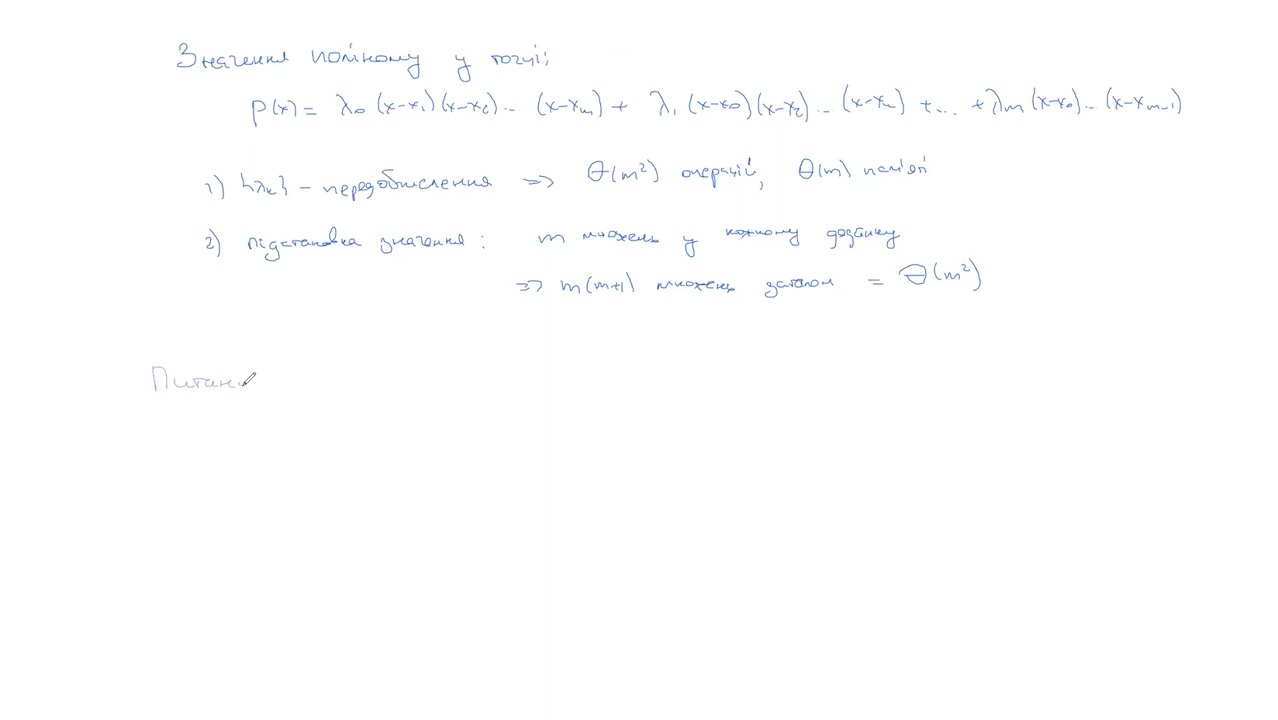 Значення поліному у точці:
P(x) = λ₀ (x-x₁)(x-x₂)... (x-xₘ) + λ₁ (x-x₀)(x-x₂)... (x-xₘ) + ... + λₘ (x-x₀)... (x-xₘ₋₁)
1) {λₖ} - передобчислення => Θ(m²) операцій, Θ(m) пам'яті
2) підстановка значення: m множень у кожному доданку
=> m(m+1) множень загалом = Θ(m²)
Питан